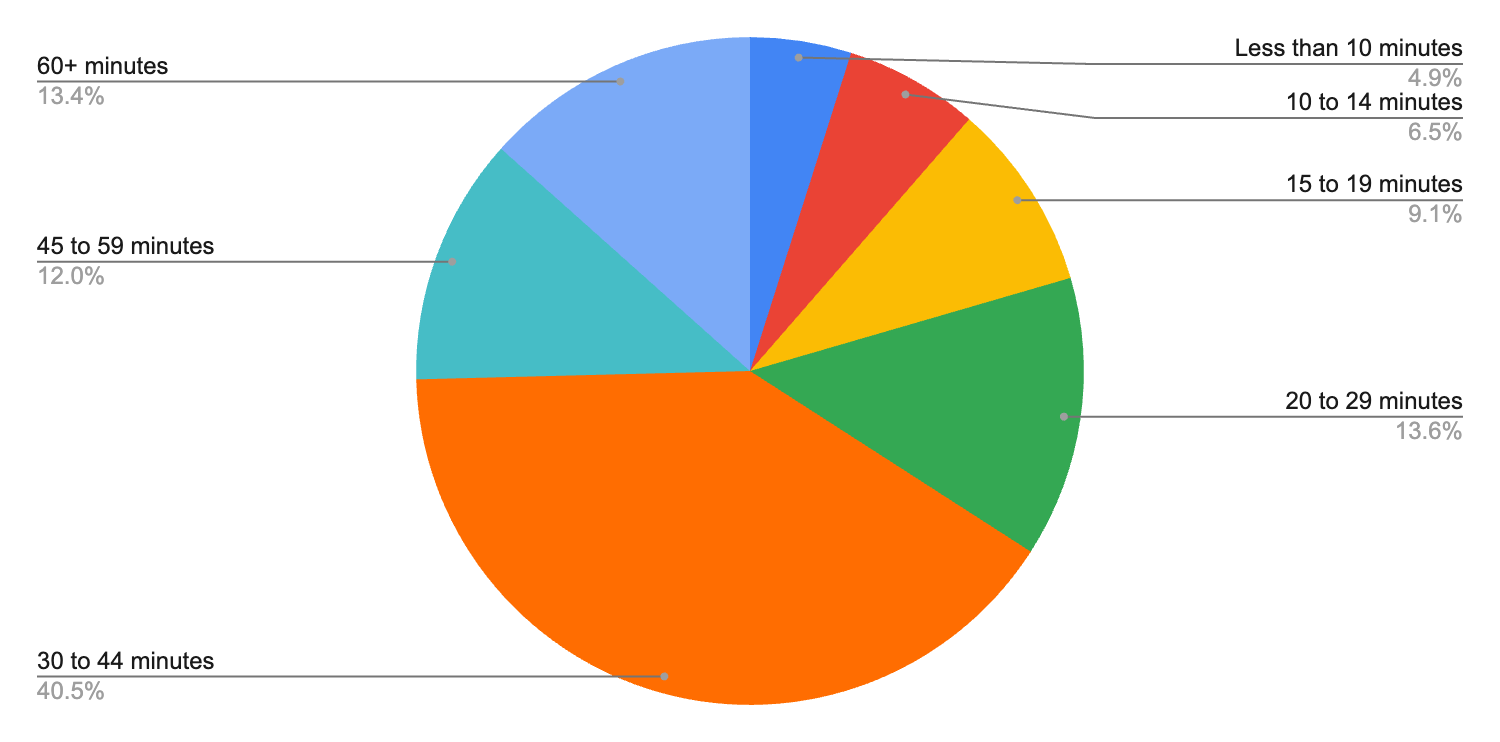 Less than 10 minutes
4.9%
10 to 14 minutes
6.5%
15 to 19 minutes
9.1%
20 to 29 minutes
13.6%
30 to 44 minutes
40.5%
45 to 59 minutes
12.0%
60+ minutes
13.4%